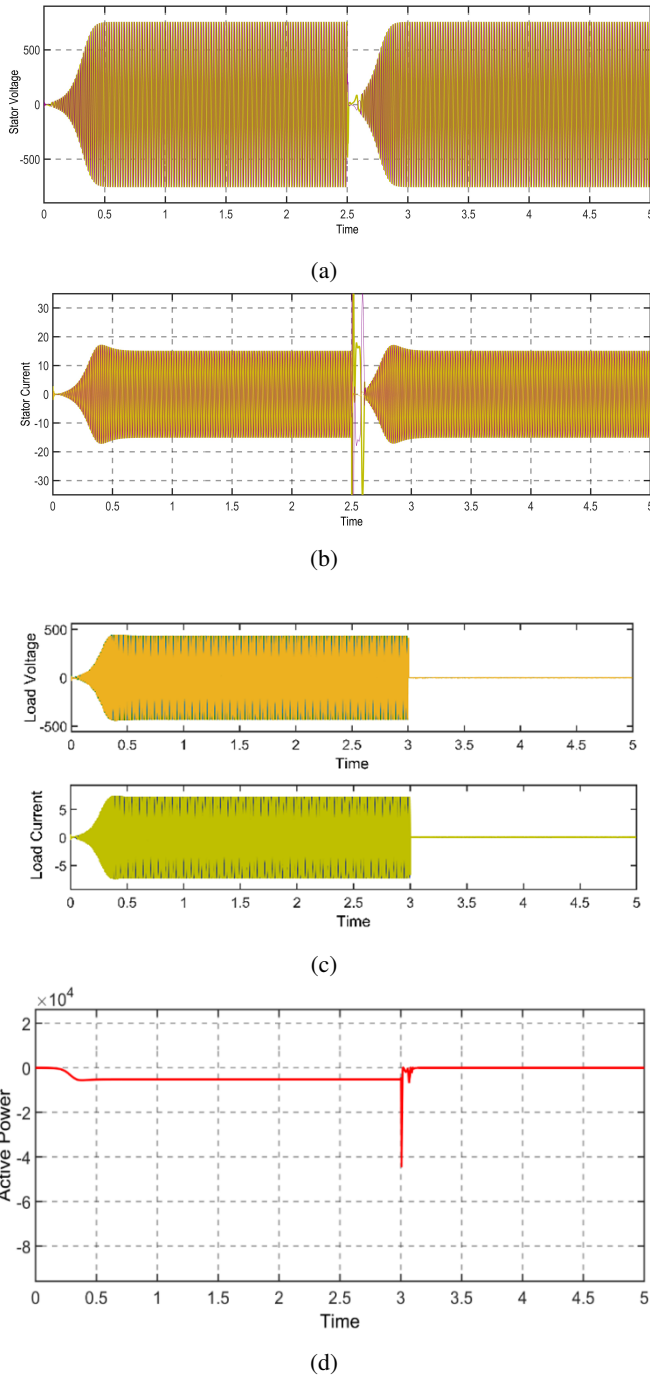 500
0
-500
Stator Voltage
0 0.5 1 1.5 2 2.5 3 3.5 4 4.5 5
Time
(a)
30
20
10
0
-10
-20
-30
Stator Current
0 0.5 1 1.5 2 2.5 3 3.5 4 4.5 5
Time
(b)
500
0
-500
Load Voltage
0 0.5 1 1.5 2 2.5 3 3.5 4 4.5 5
Time
5
0
-5
Load Current
0 0.5 1 1.5 2 2.5 3 3.5 4 4.5 5
Time
(c)
×10⁴
2
0
-2
-4
-6
-8
Active Power
0 0.5 1 1.5 2 2.5 3 3.5 4 4.5 5
Time
(d)